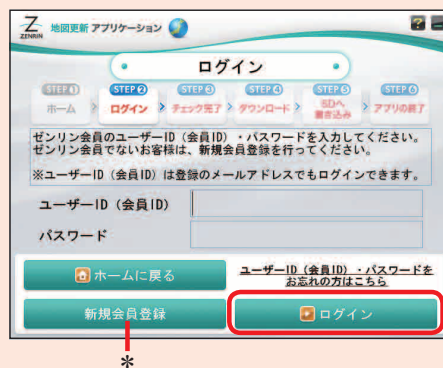 Z
ZENRIN 地図更新 アプリケーション
?
ログイン
STEP① STEP② STEP③ STEP④ STEP⑤ STEP⑥
ホーム > ログイン > チェック完了 > ダウンロード > SDへ書き込み > アプリの終了
ゼンリン会員のユーザーID（会員ID）・パスワードを入力してください。
ゼンリン会員でないお客様は、新規会員登録を行ってください。
※ユーザーID（会員ID）は登録のメールアドレスでもログインできます。
ユーザーID（会員ID）
パスワード
ホームに戻る
ユーザーID（会員ID）・パスワードを
お忘れの方はこちら
新規会員登録
ログイン
*